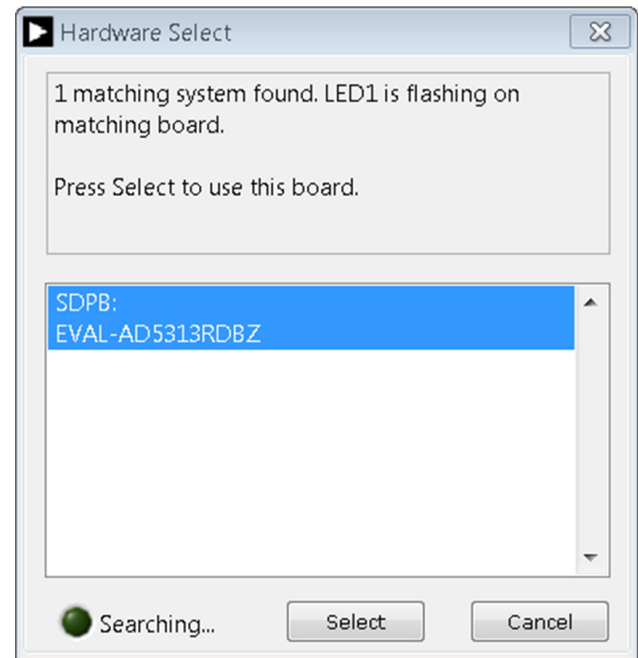 Hardware Select
1 matching system found. LED1 is flashing on
matching board.
Press Select to use this board.
SDPB:
EVAL-AD5313RDBZ
Searching...
Select
Cancel